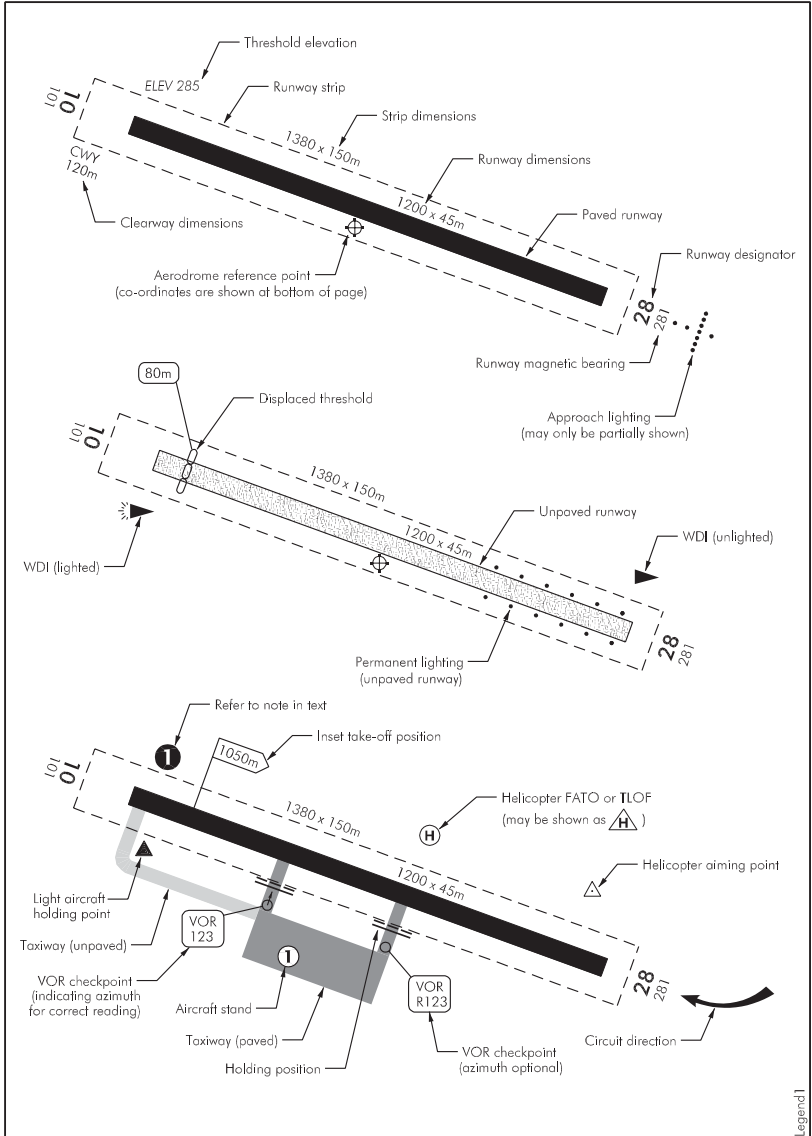 Threshold elevation
ELEV 285
Runway strip
10
101
Strip dimensions
1380 x 150m
Runway dimensions
CWY
120m
1200 x 45m
Paved runway
Clearway dimensions
Runway designator
Aerodrome reference point
(co-ordinates are shown at bottom of page)
28
281
Runway magnetic bearing
80m
Displaced threshold
Approach lighting
(may only be partially shown)
10
101
1380 x 150m
Unpaved runway
1200 x 45m
WDI (unlighted)
WDI (lighted)
28
281
Permanent lighting
(unpaved runway)
Refer to note in text
1
Inset take-off position
1050m
10
101
1380 x 150m
H
Helicopter FATO or TLOF
(may be shown as H )
1200 x 45m
Helicopter aiming point
Light aircraft
holding point
Taxiway (unpaved)
VOR
123
VOR checkpoint
(indicating azimuth
for correct reading)
1
Aircraft stand
VOR
R123
28
281
Taxiway (paved)
Circuit direction
VOR checkpoint
(azimuth optional)
Holding position
Legend1